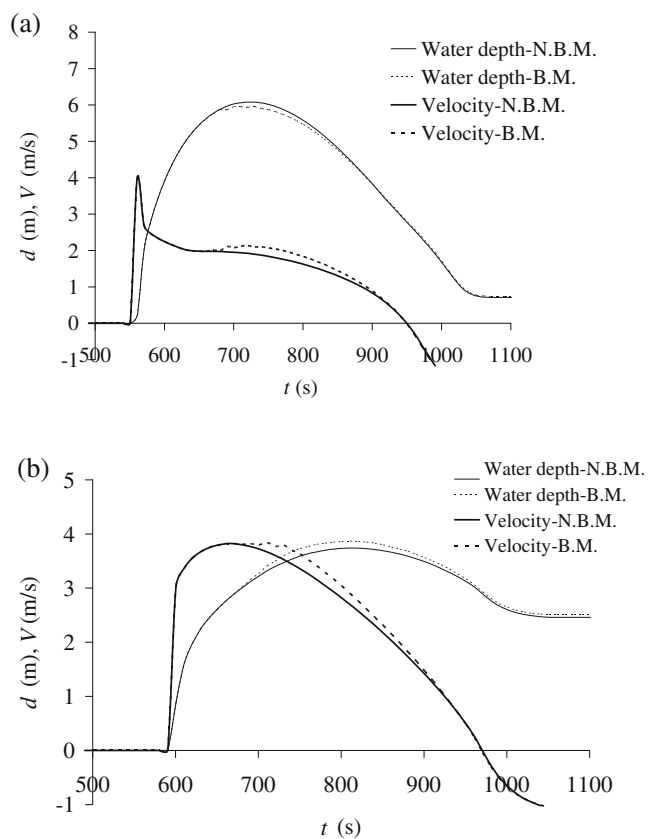 (a)
8
7
6
5
4
3
2
1
0
-1
d (m), V (m/s)
Water depth-N.B.M.
Water depth-B.M.
Velocity-N.B.M.
Velocity-B.M.
500 600 700 800 900 1000 1100
t (s)
(b)
5
4
3
2
1
0
-1
d (m), V (m/s)
Water depth-N.B.M.
Water depth-B.M.
Velocity-N.B.M.
Velocity-B.M.
500 600 700 800 900 1000 1100
t (s)